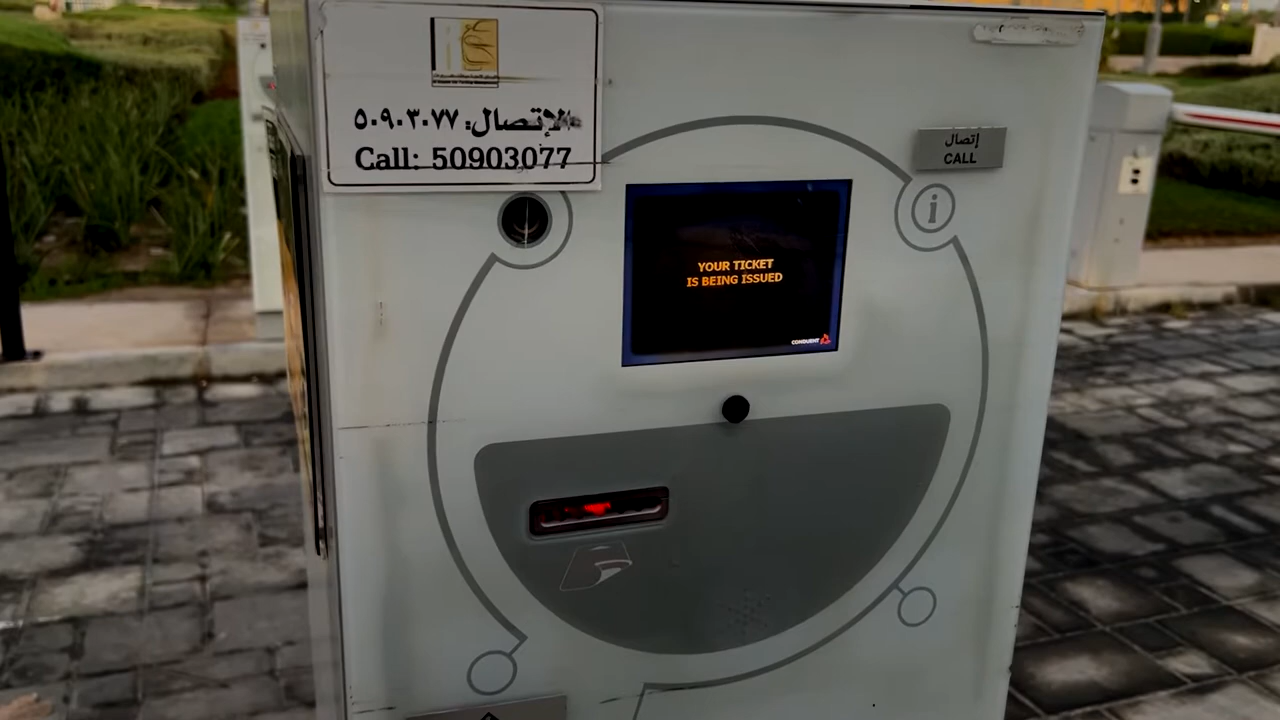 الإتصال: ٥٠٩٠٣٠٧٧
Call: 50903077
إتصال
CALL
i
YOUR TICKET
IS BEING ISSUED
CONDUENT